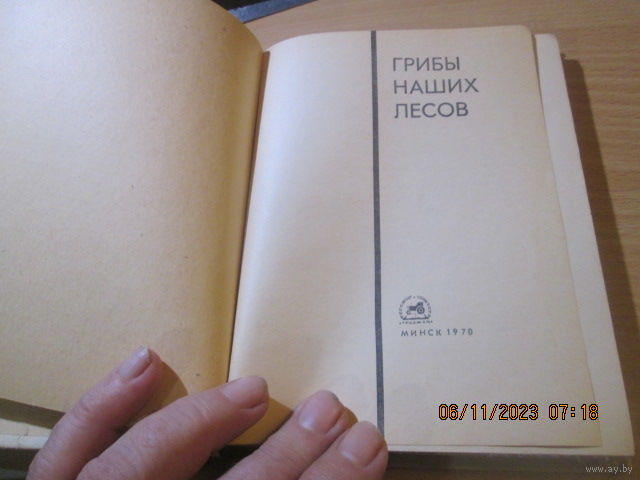 ГРИБЫ
НАШИХ
ЛЕСОВ
МИНСК 1970
06/11/2023 07:18
www.ay.by